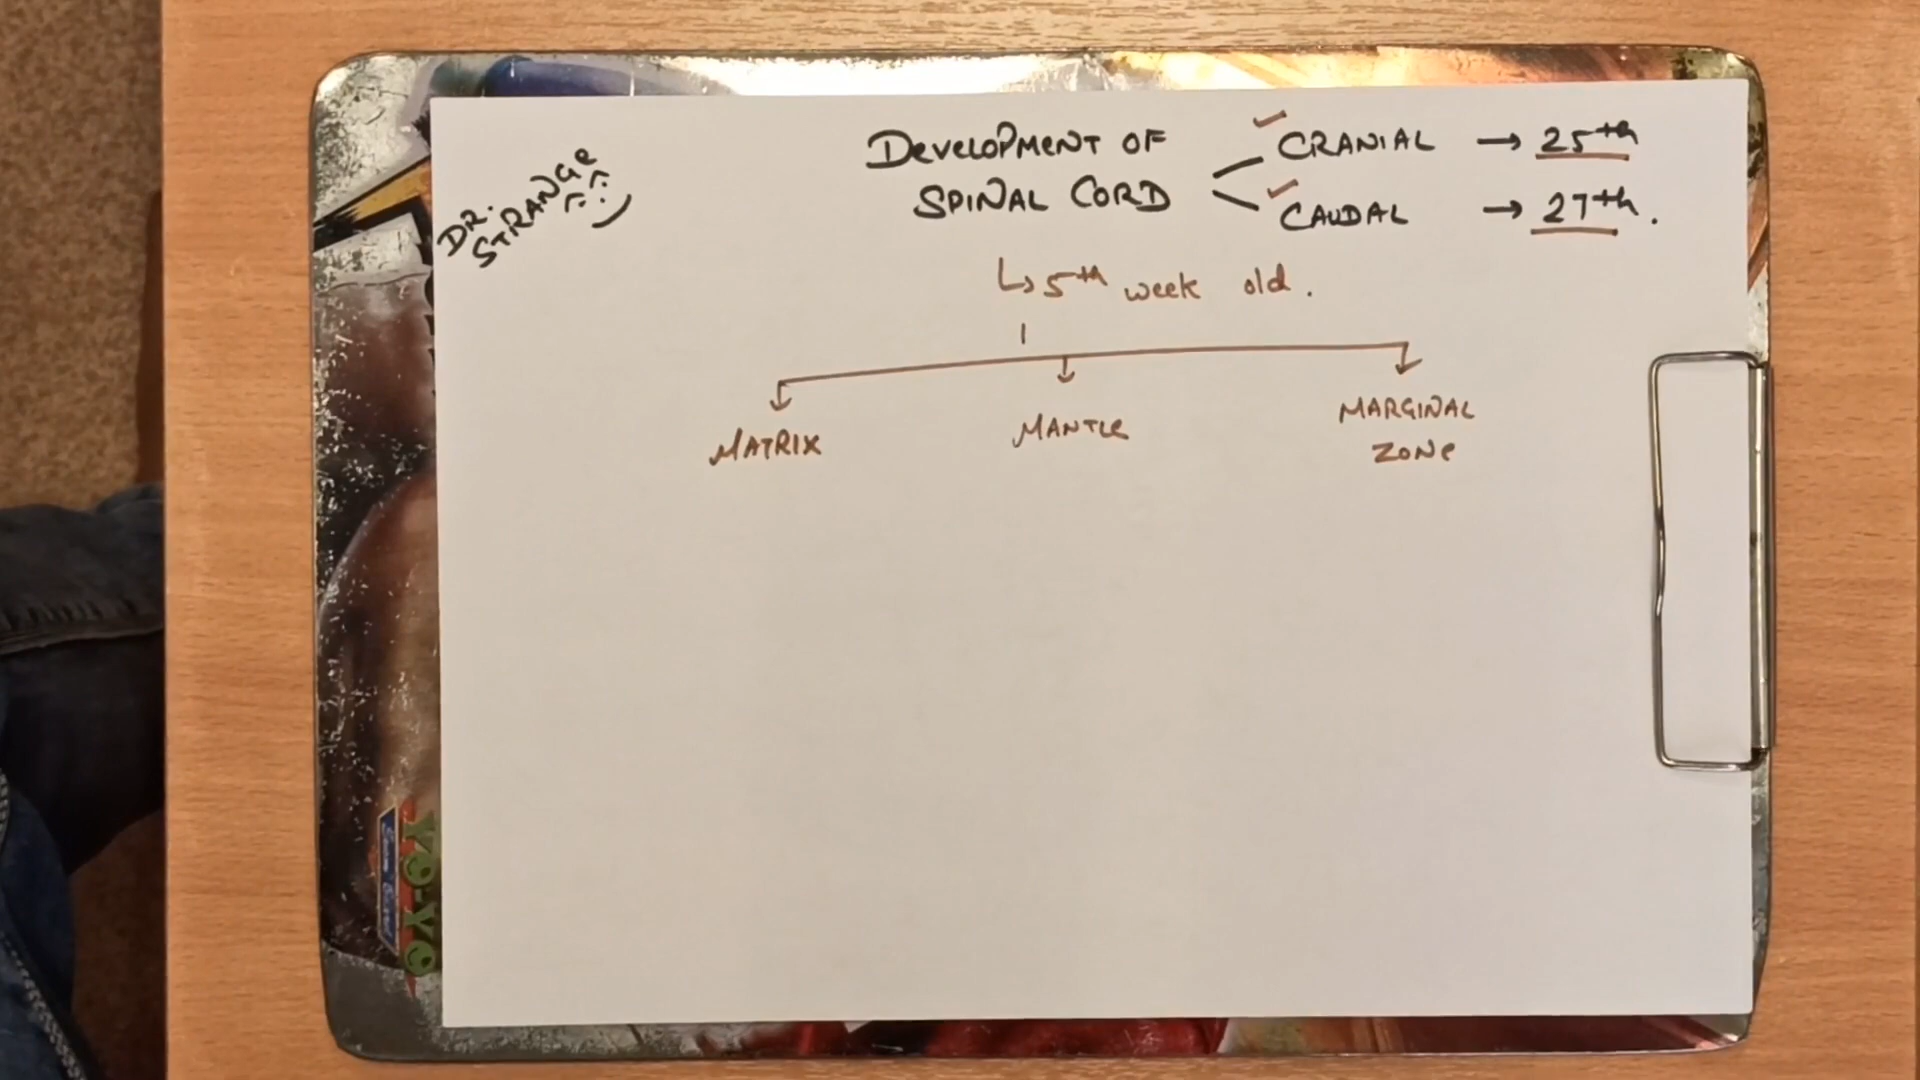 DR.
STRANGE
DEVELOPMENT OF
SPINAL CORD
CRANIAL → 25th
CAUDAL → 27th.
↳ 5th week old.
MATRIX
MANTLE
MARGINAL
ZONE
YO-YO